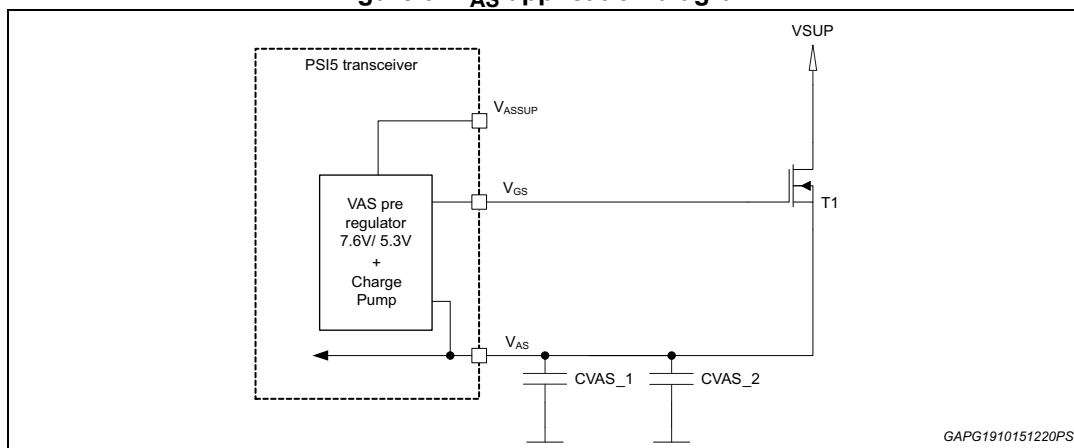 VSUP
PSI5 transceiver
VASSUP
VGS
VAS pre
regulator
7.6V/ 5.3V
+
Charge
Pump
T1
VAS
CVAS_1
CVAS_2
GAPG1910151220PS